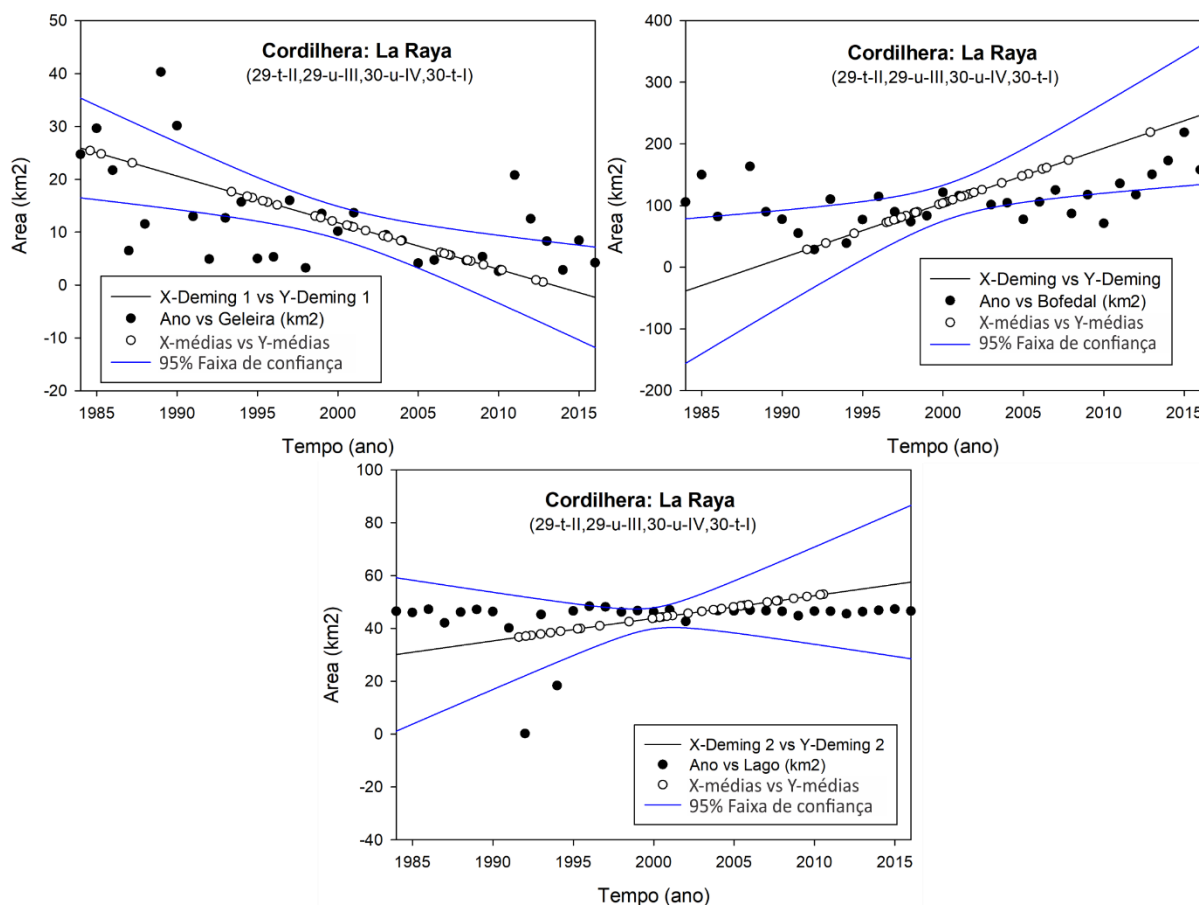 Cordilhera: La Raya
(29-t-II,29-u-III,30-u-IV,30-t-I)
Area (km2)
50
40
30
20
10
0
-10
-20
X-Deming 1 vs Y-Deming 1
Ano vs Geleira (km2)
X-médias vs Y-médias
95% Faixa de confiança
1985 1990 1995 2000 2005 2010 2015
Tempo (ano)
Cordilhera: La Raya
(29-t-II,29-u-III,30-u-IV,30-t-I)
Area (km2)
400
300
200
100
0
-100
-200
X-Deming vs Y-Deming
Ano vs Bofedal (km2)
X-médias vs Y-médias
95% Faixa de confiança
1985 1990 1995 2000 2005 2010 2015
Tempo (ano)
Cordilhera: La Raya
(29-t-II,29-u-III,30-u-IV,30-t-I)
Area (km2)
100
80
60
40
20
0
-20
-40
X-Deming 2 vs Y-Deming 2
Ano vs Lago (km2)
X-médias vs Y-médias
95% Faixa de confiança
1985 1990 1995 2000 2005 2010 2015
Tempo (ano)